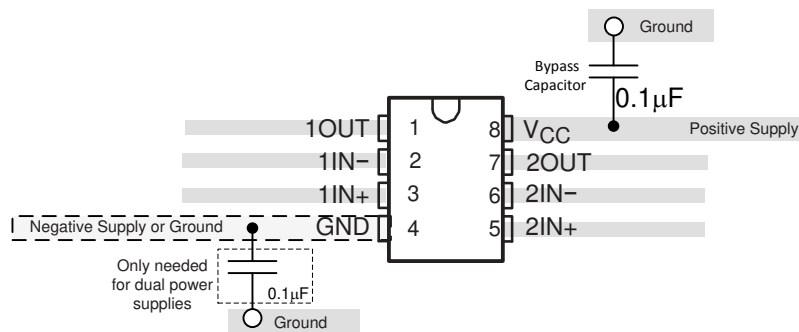 Ground
Bypass
Capacitor
0.1µF
1OUT 1 8 VCC Positive Supply
1IN− 2 7 2OUT
1IN+ 3 6 2IN−
Negative Supply or Ground GND 4 5 2IN+
Only needed
for dual power
supplies
0.1µF
Ground